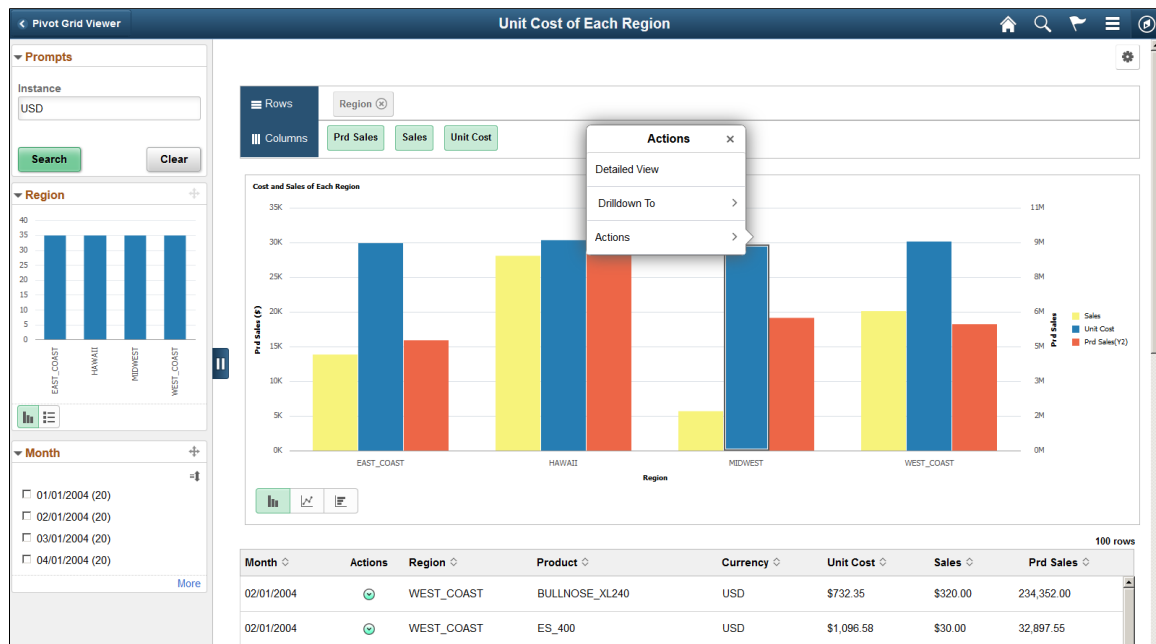 Pivot Grid Viewer
Unit Cost of Each Region
Prompts
Instance
USD
Search
Clear
Region
40
35
30
25
20
15
10
5
0
EAST_COAST
HAWAII
MIDWEST
WEST_COAST
Month
01/01/2004 (20)
02/01/2004 (20)
03/01/2004 (20)
04/01/2004 (20)
More
Rows
Region
Columns
Prd Sales
Sales
Unit Cost
Actions
Detailed View
Drilldown To
Actions
Cost and Sales of Each Region
Prd Sales ($)
35K
30K
25K
20K
15K
10K
5K
0K
11M
9M
8M
6M
5M
3M
2M
0M
Prd Sales
EAST_COAST
HAWAII
MIDWEST
WEST_COAST
Region
Sales
Unit Cost
Prd Sales(Y2)
100 rows
Month Actions Region Product Currency Unit Cost Sales Prd Sales
02/01/2004 WEST_COAST BULLNOSE_XL240 USD $732.35 $320.00 234,352.00
02/01/2004 WEST_COAST ES_400 USD $1,096.58 $30.00 32,897.55